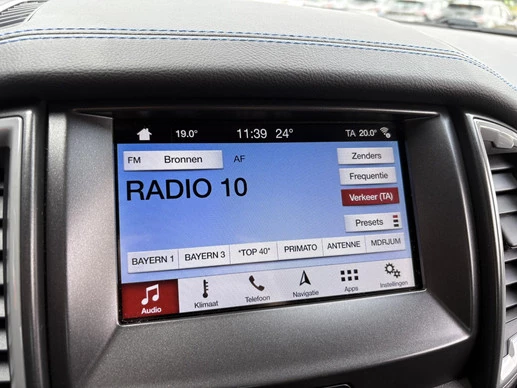 19.0° 11:39 24° TA 20.0°
FM Bronnen AF Zenders
RADIO 10 Frequentie
Verkeer (TA)
Presets
BAYERN 1 BAYERN 3 *TOP 40* PRIMATO ANTENNE MDRJUM
Audio Klimaat Telefoon Navigatie Apps Instellingen